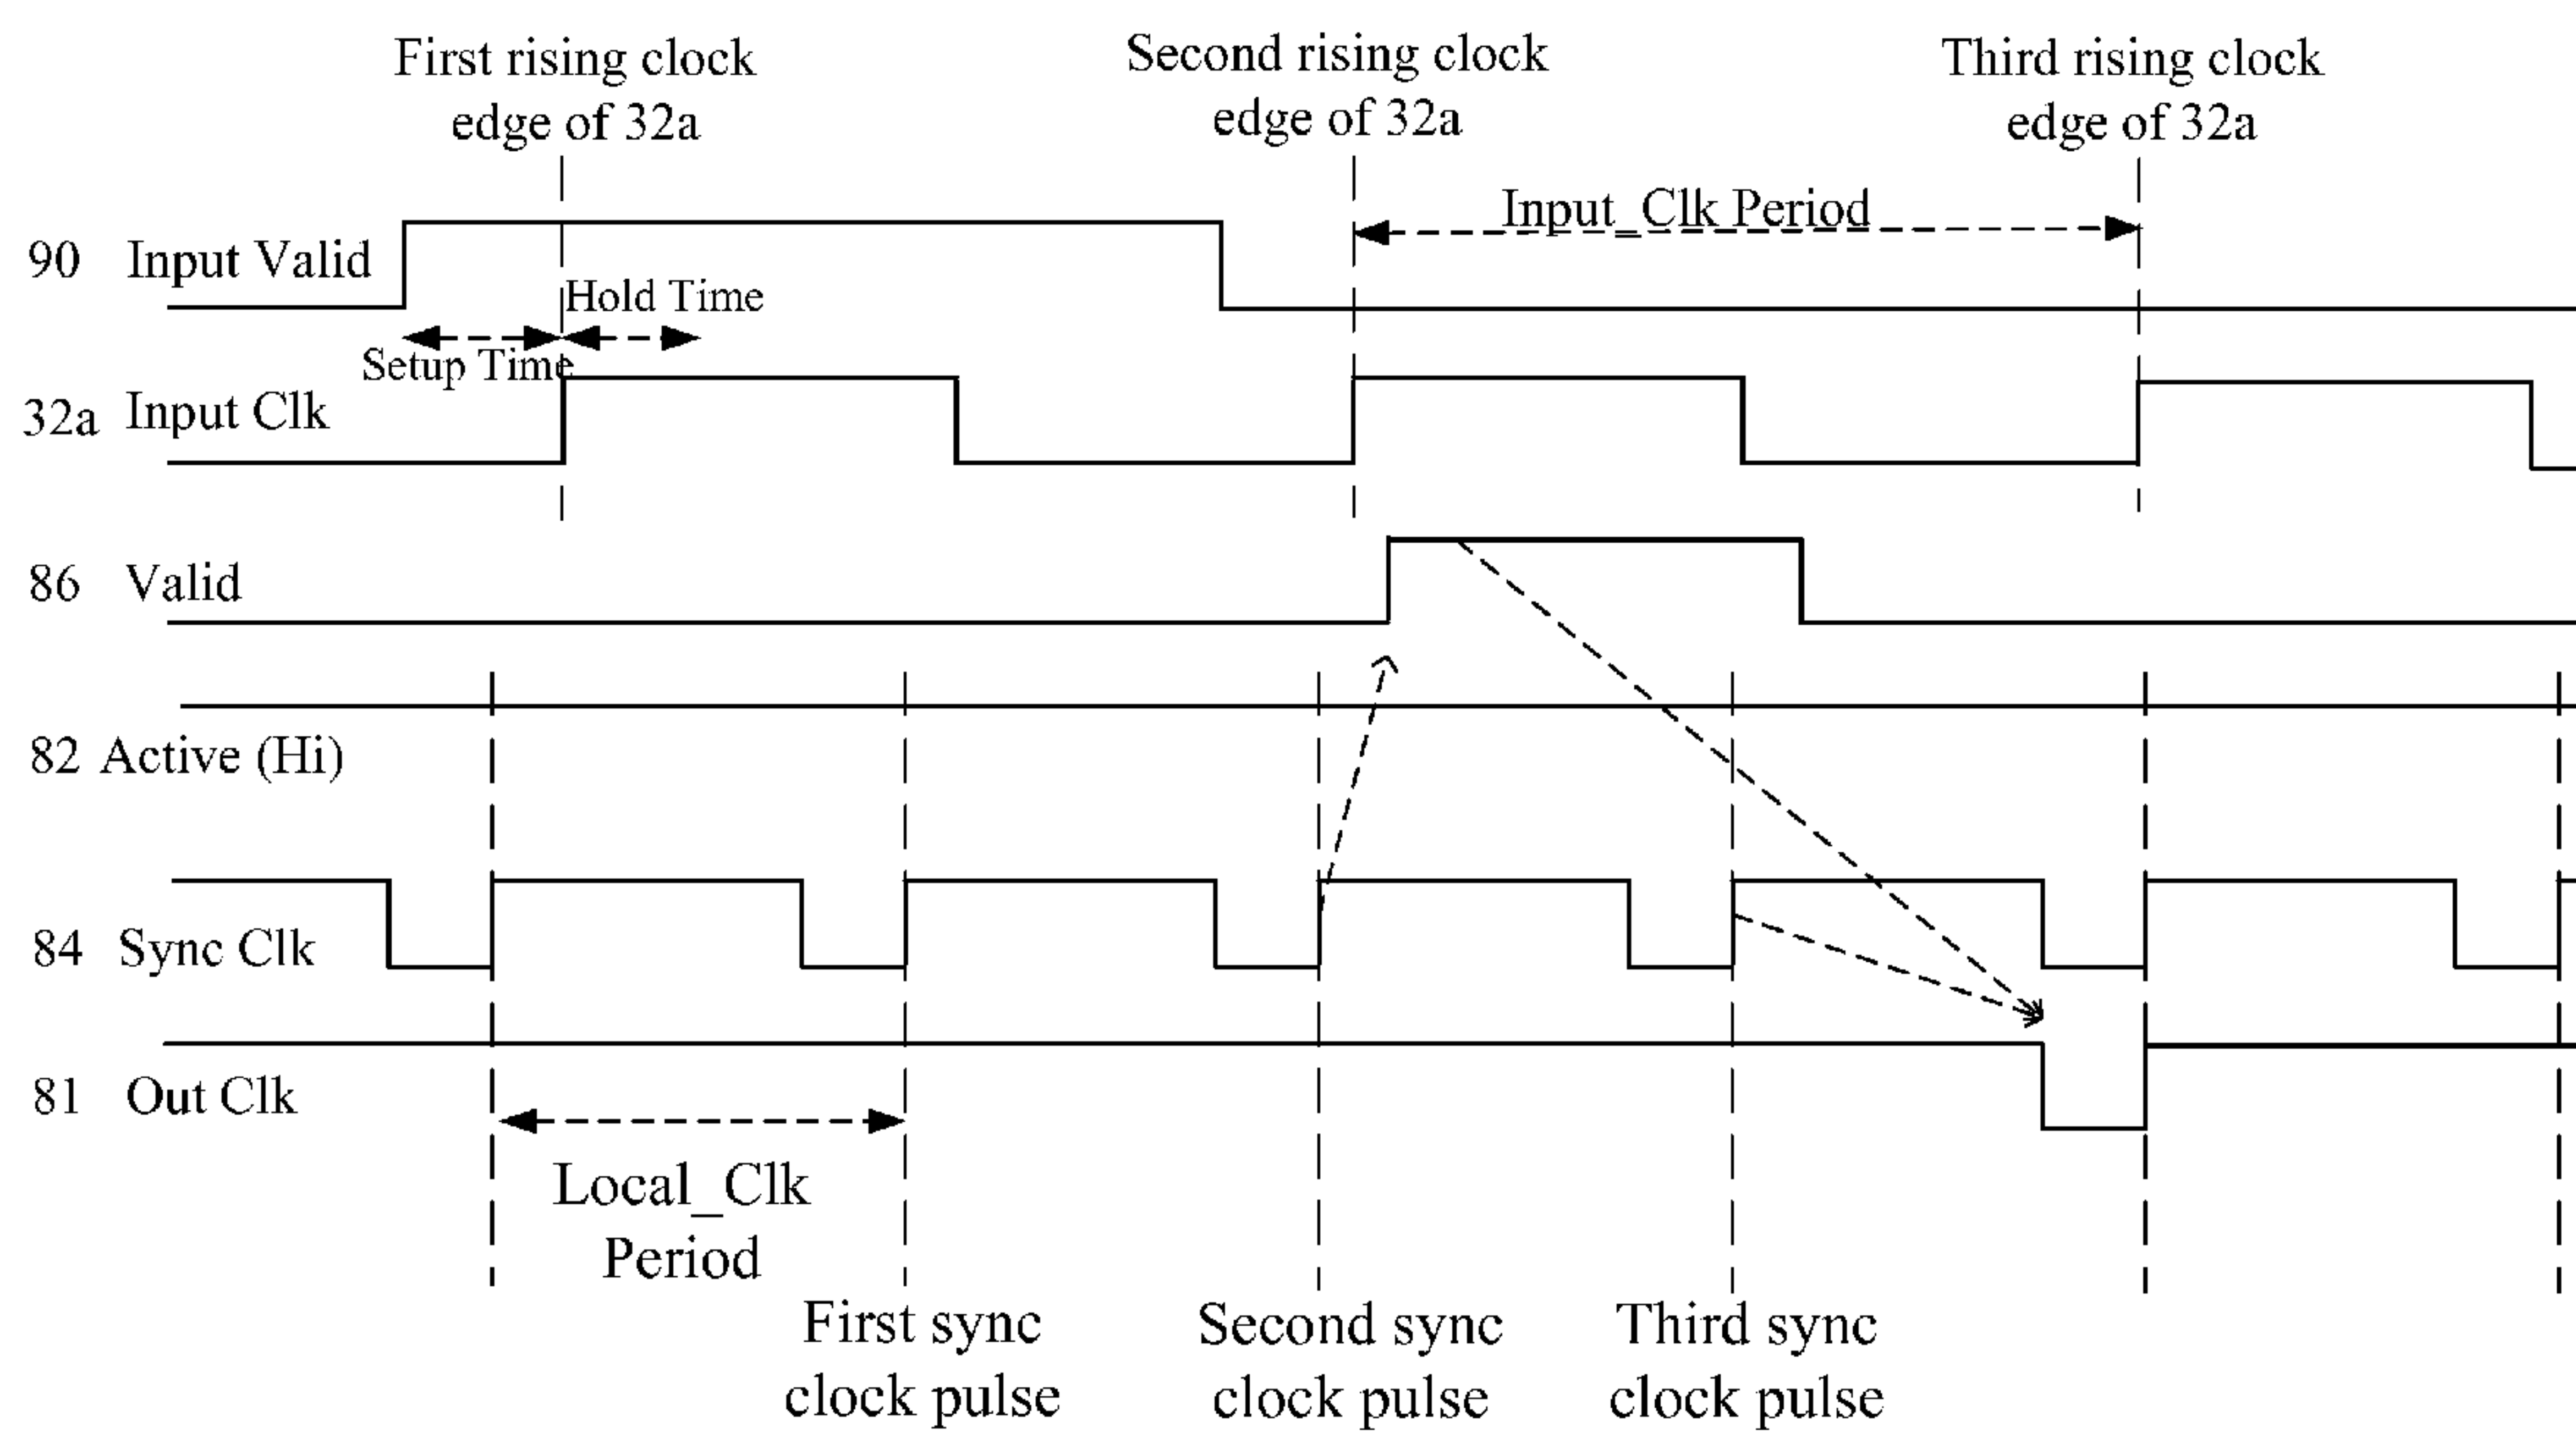 First rising clock
edge of 32a
Second rising clock
edge of 32a
Third rising clock
edge of 32a
Input_Clk Period
90 Input Valid
Hold Time
Setup Time
32a Input Clk
86 Valid
82 Active (Hi)
84 Sync Clk
81 Out Clk
Local_Clk
Period
First sync
clock pulse
Second sync
clock pulse
Third sync
clock pulse